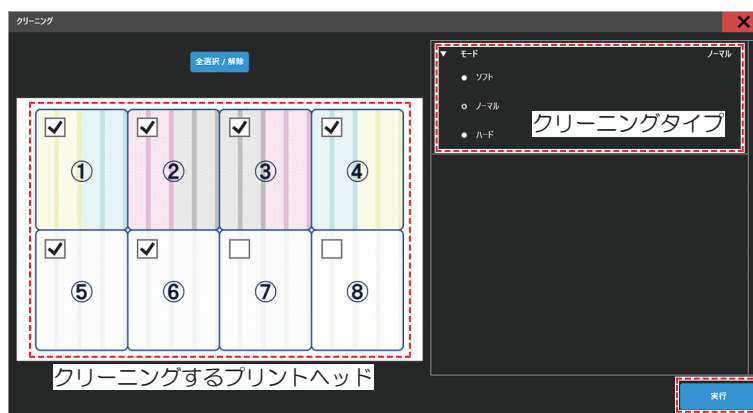 クリーニング
全選択 / 解除
モード ノーマル
ソフト
ノーマル
ハード
クリーニングタイプ
① ② ③ ④
⑤ ⑥ ⑦ ⑧
クリーニングするプリントヘッド
実行